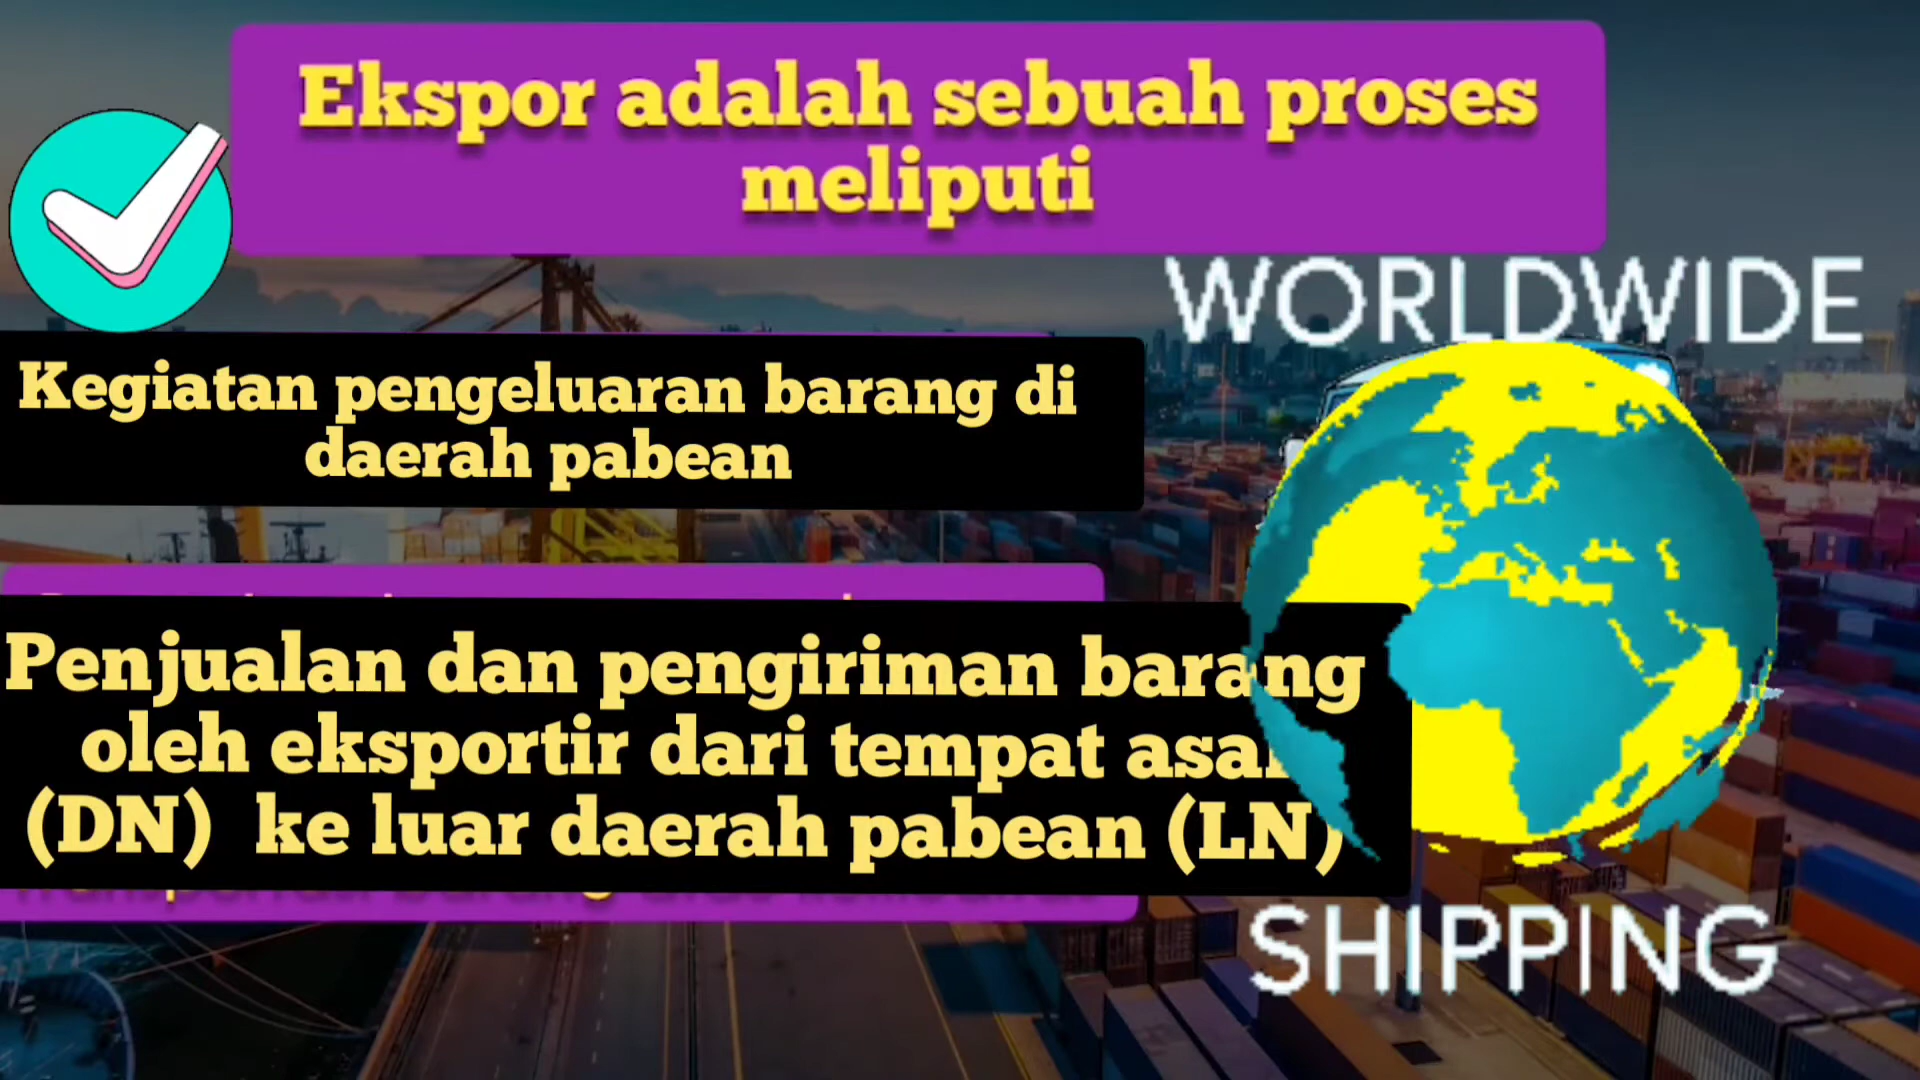 Ekspor adalah sebuah proses
meliputi
WORLDWIDE
Kegiatan pengeluaran barang di
daerah pabean
Penjualan dan pengiriman barang
oleh eksportir dari tempat asal
(DN) ke luar daerah pabean (LN)
SHIPPING